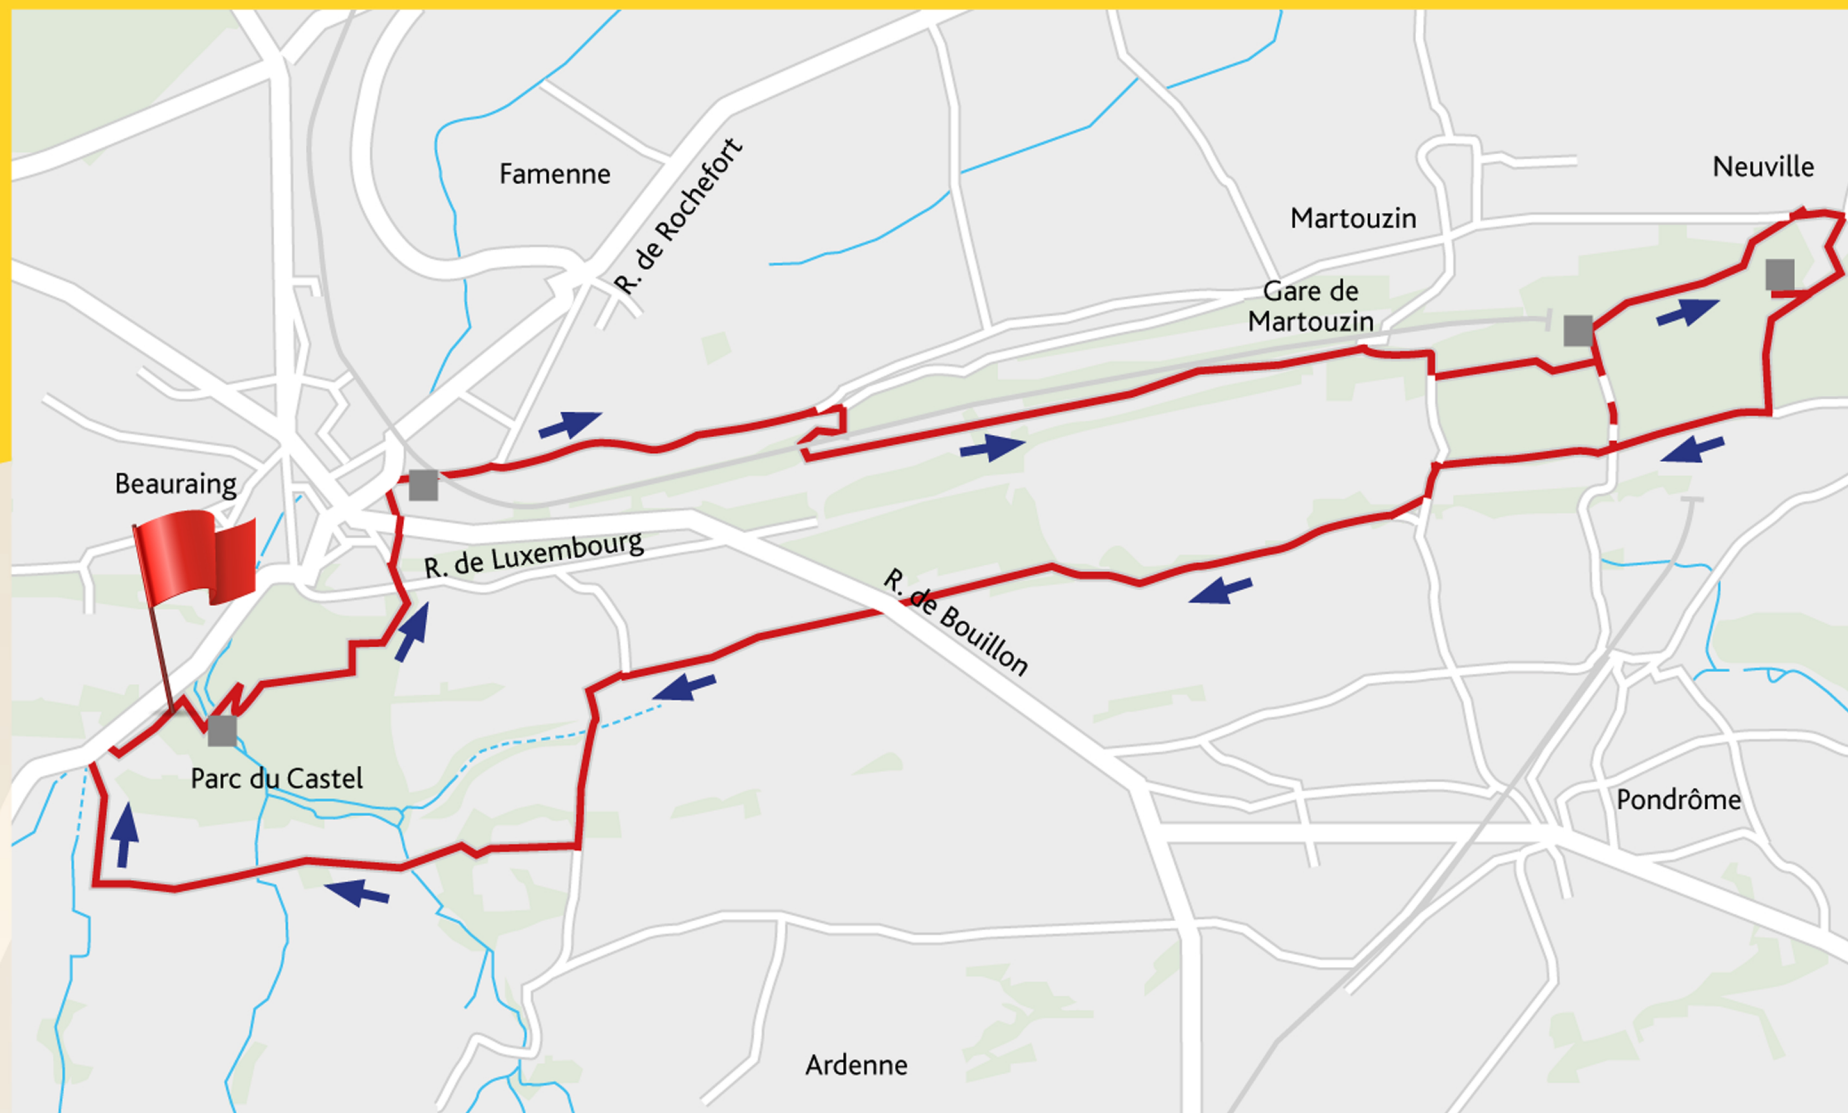 Neuville
Famenne
R. de Rochefort
Martouzin
Gare de
Martouzin
Beauraing
R. de Luxembourg
R. de Bouillon
Parc du Castel
Pondrôme
Ardenne